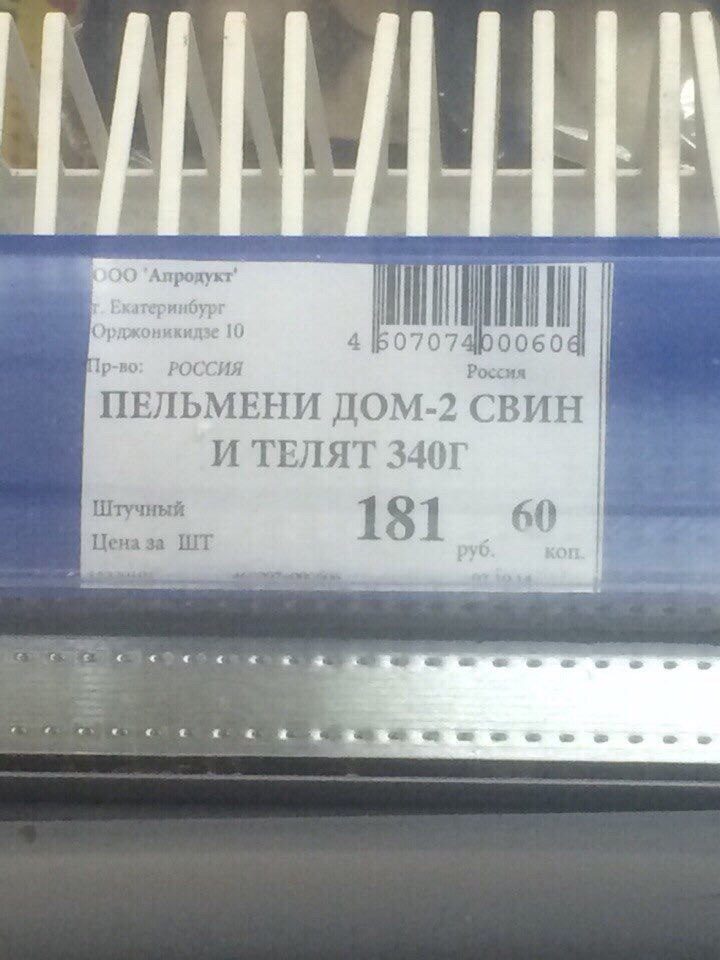 ООО 'Апродукт'
г. Екатеринбург
Орджоникидзе 10
4 607074 000606
Пр-во: РОССИЯ
Россия
ПЕЛЬМЕНИ ДОМ-2 СВИН
И ТЕЛЯТ 340Г
Штучный
Цена за ШТ
181 руб. 60 коп.